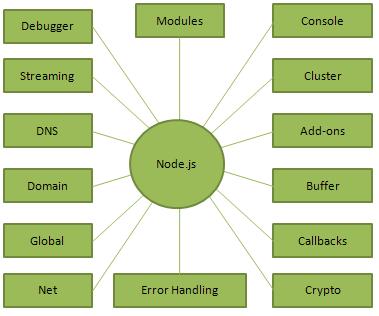 Debugger
Modules
Console
Streaming
Cluster
DNS
Add-ons
Node.js
Domain
Buffer
Global
Callbacks
Net
Error Handling
Crypto